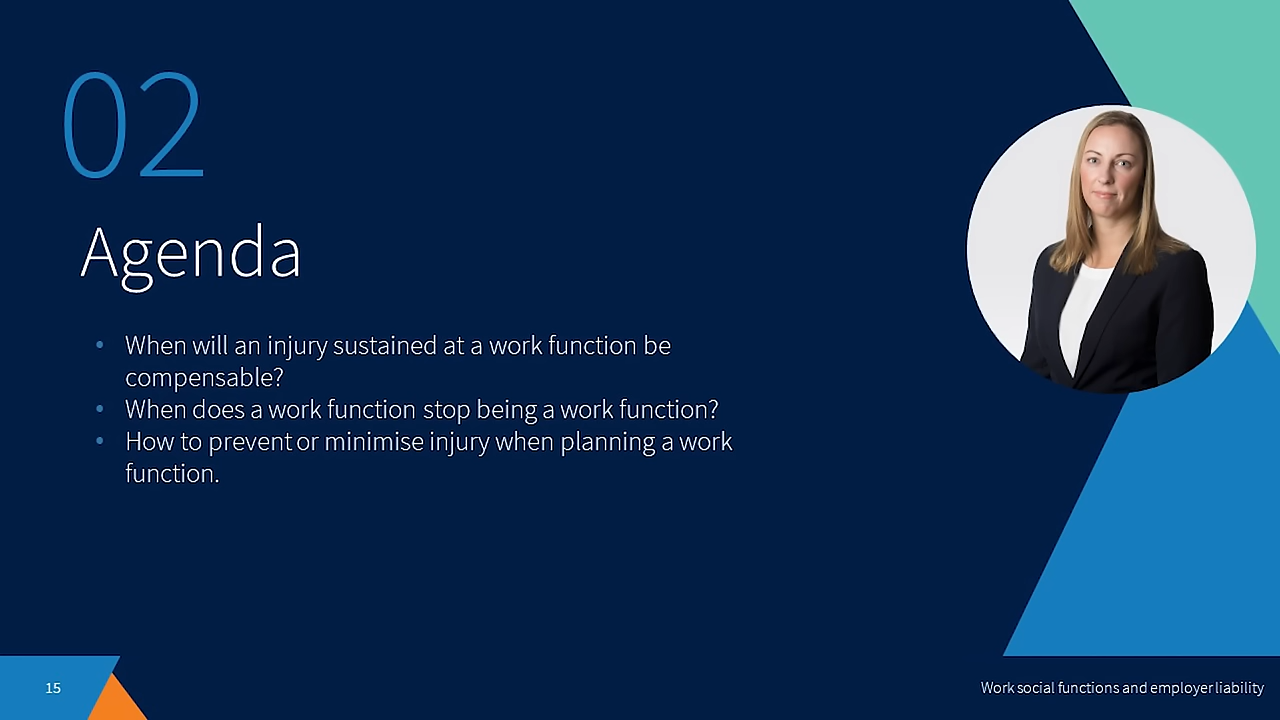 02
Agenda
• When will an injury sustained at a work function be
compensable?
• When does a work function stop being a work function?
• How to prevent or minimise injury when planning a work
function.
15
Work social functions and employer liability